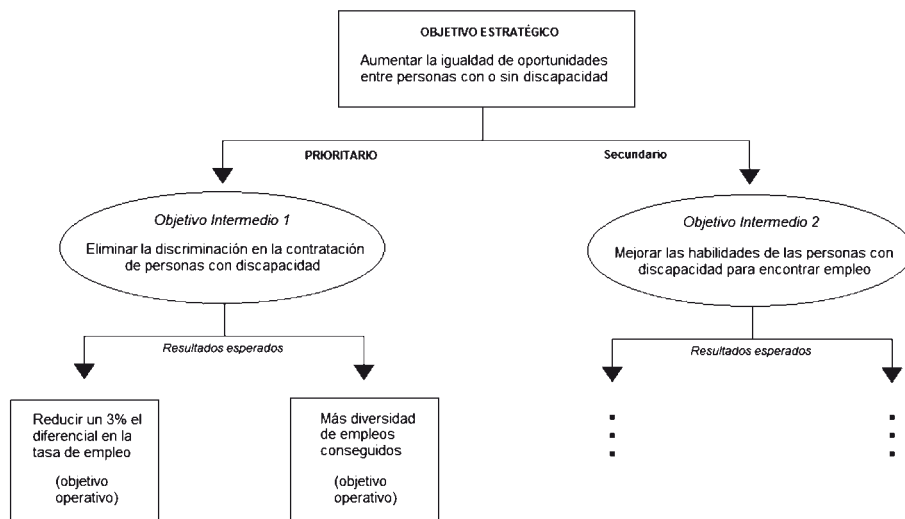 OBJETIVO ESTRATÉGICO
Aumentar la igualdad de oportunidades
entre personas con o sin discapacidad
PRIORITARIO
Secundario
Objetivo Intermedio 1
Eliminar la discriminación en la contratación
de personas con discapacidad
Objetivo Intermedio 2
Mejorar las habilidades de las personas con
discapacidad para encontrar empleo
Resultados esperados
Resultados esperados
Reducir un 3% el
diferencial en la
tasa de empleo
(objetivo
operativo)
Más diversidad
de empleos
conseguidos
(objetivo
operativo)